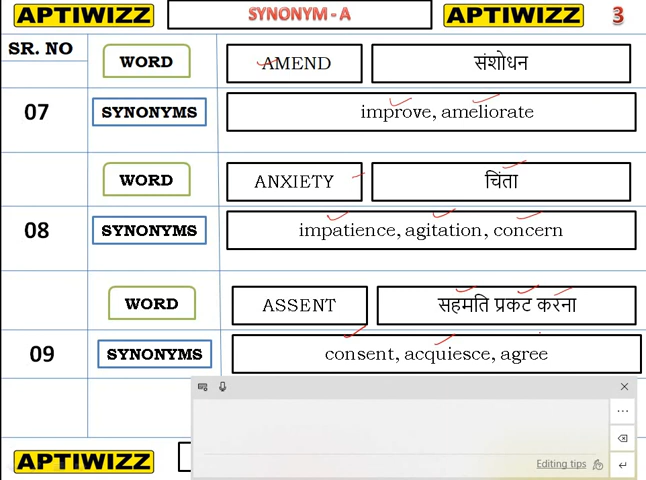 APTIWIZZ SYNONYM - A APTIWIZZ 3
SR. NO WORD AMEND संशोधन
07 SYNONYMS improve, ameliorate
WORD ANXIETY चिंता
08 SYNONYMS impatience, agitation, concern
WORD ASSENT सहमति प्रकट करना
09 SYNONYMS consent, acquiesce, agree
Editing tips
APTIWIZZ APTIWIZZ